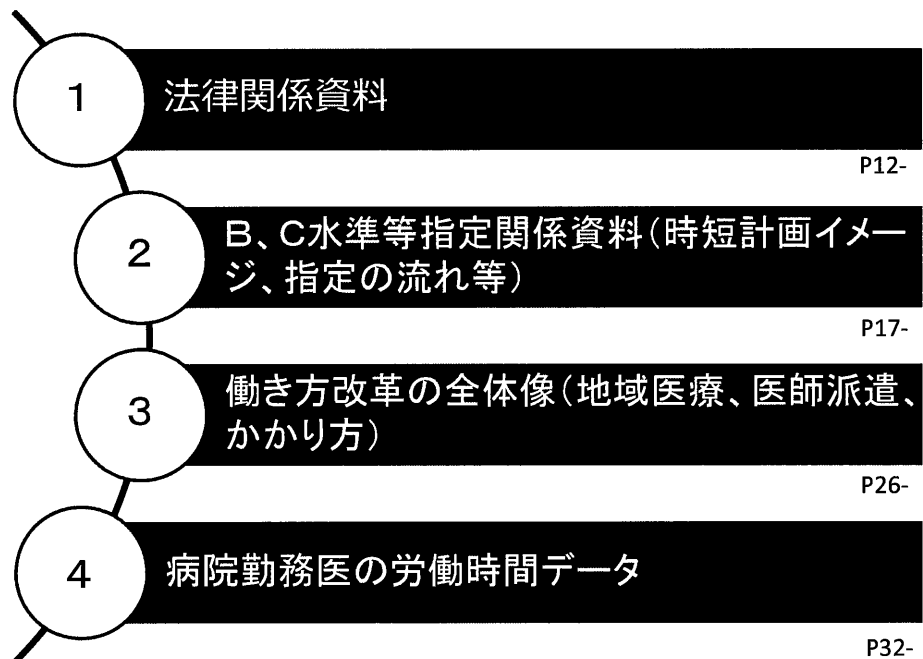 1
法律関係資料
P12-
2
B、C水準等指定関係資料(時短計画イメー
ジ、指定の流れ等)
P17-
3
働き方改革の全体像(地域医療、医師派遣、
かかり方)
P26-
4
病院勤務医の労働時間データ
P32-